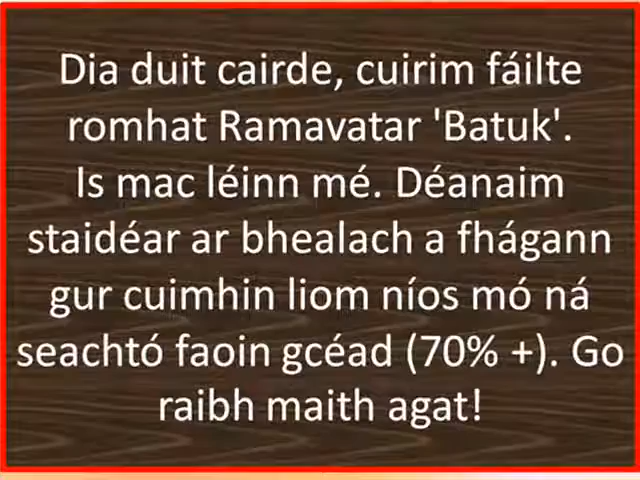 Dia duit cairde, cuirim fáilte
romhat Ramavatar 'Batuk'.
Is mac léinn mé. Déanaim
staidéar ar bhealach a fhágann
gur cuimhin liom níos mó ná
seachtó faoin gcéad (70% +). Go
raibh maith agat!